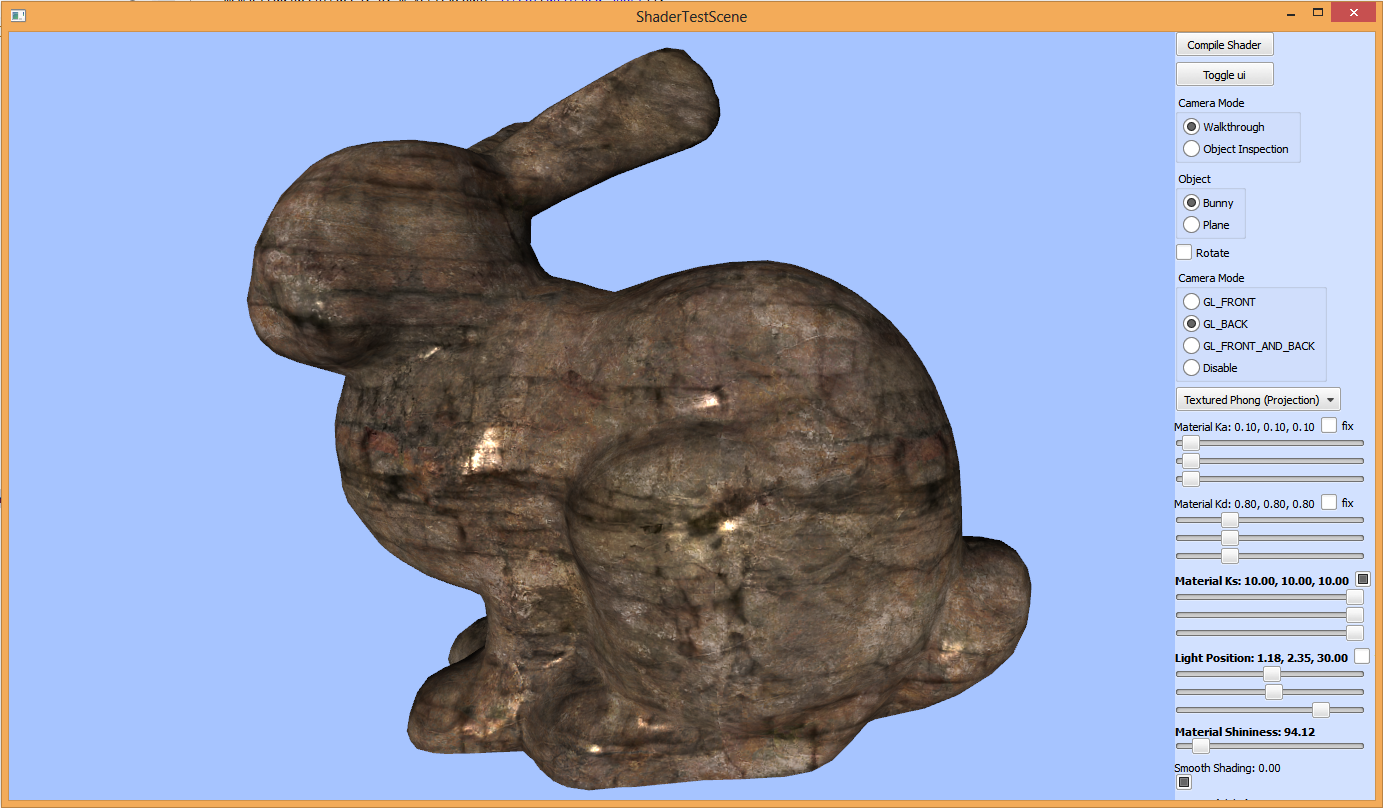 ShaderTestScene
Compile Shader
Toggle ui
Camera Mode
Walkthrough
Object Inspection
Object
Bunny
Plane
Rotate
Camera Mode
GL_FRONT
GL_BACK
GL_FRONT_AND_BACK
Disable
Textured Phong (Projection)
Material Ka: 0.10, 0.10, 0.10 fix
Material Kd: 0.80, 0.80, 0.80 fix
Material Ks: 10.00, 10.00, 10.00
Light Position: 1.18, 2.35, 30.00
Material Shininess: 94.12
Smooth Shading: 0.00